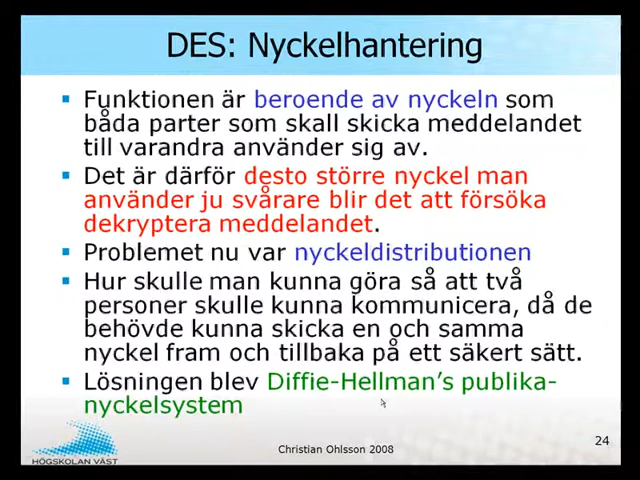 DES: Nyckelhantering
Funktionen är beroende av nyckeln som
båda parter som skall skicka meddelandet
till varandra använder sig av.
Det är därför desto större nyckel man
använder ju svårare blir det att försöka
dekryptera meddelandet.
Problemet nu var nyckeldistributionen
Hur skulle man kunna göra så att två
personer skulle kunna kommunicera, då de
behövde kunna skicka en och samma
nyckel fram och tillbaka på ett säkert sätt.
Lösningen blev Diffie-Hellman’s publika-
nyckelsystem
HÖGSKOLAN VÄST
Christian Ohlsson 2008
24